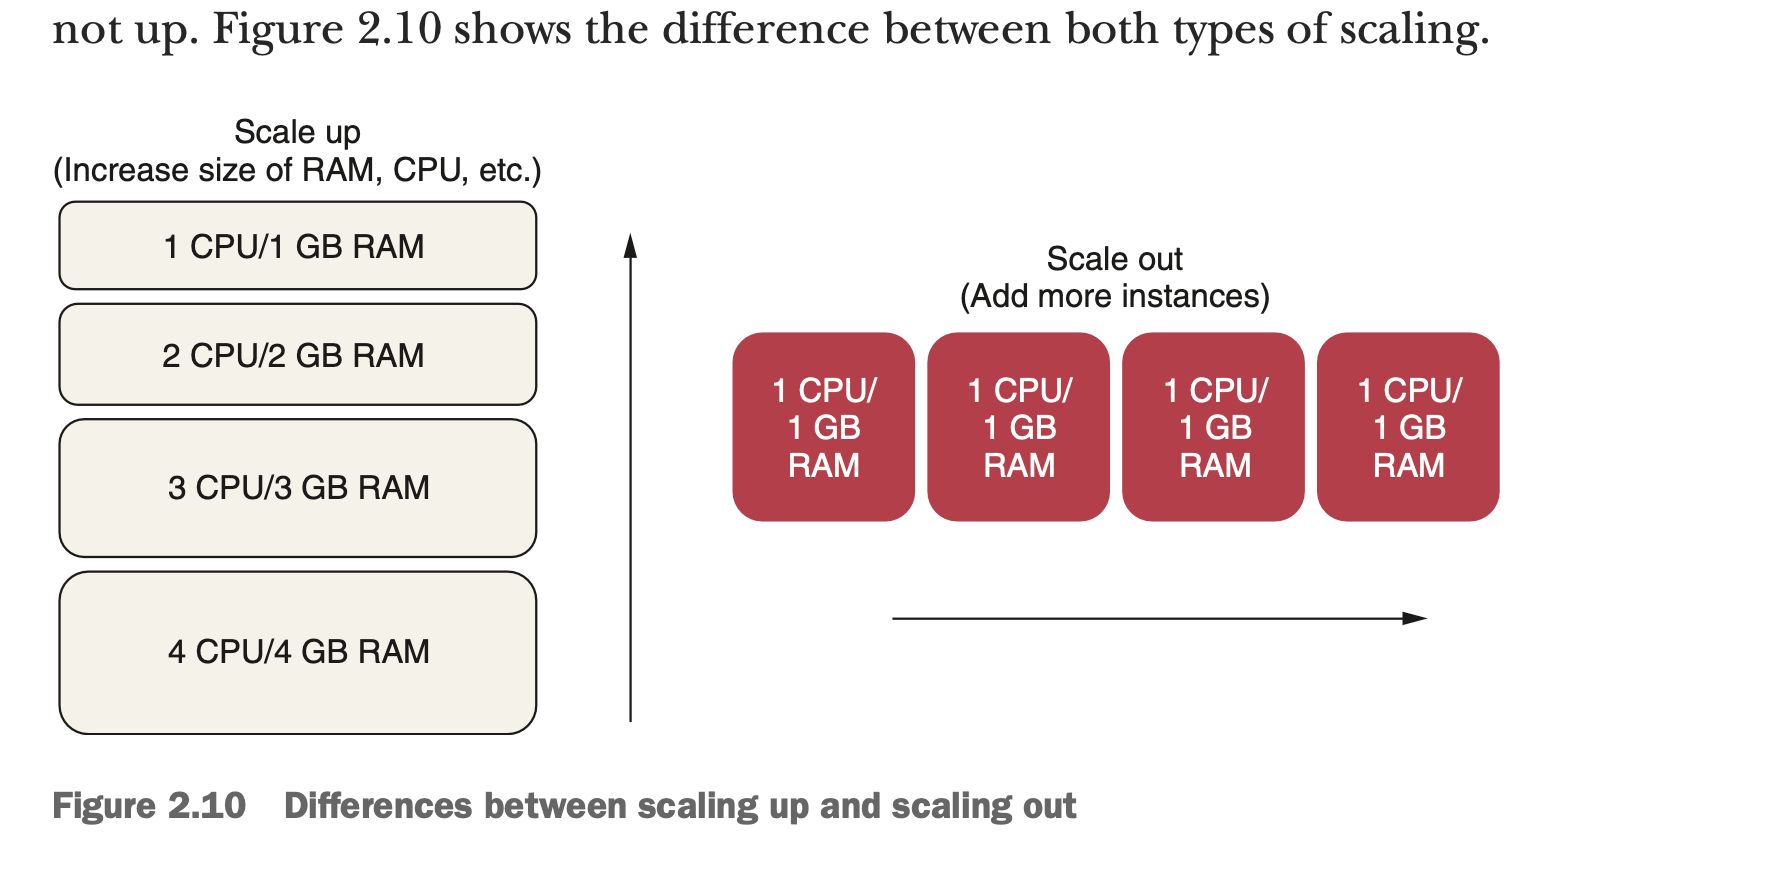 not up. Figure 2.10 shows the difference between both types of scaling.
Scale up
(Increase size of RAM, CPU, etc.)
1 CPU/1 GB RAM
2 CPU/2 GB RAM
3 CPU/3 GB RAM
4 CPU/4 GB RAM
Scale out
(Add more instances)
1 CPU/
1 GB
RAM
1 CPU/
1 GB
RAM
1 CPU/
1 GB
RAM
1 CPU/
1 GB
RAM
Figure 2.10 Differences between scaling up and scaling out